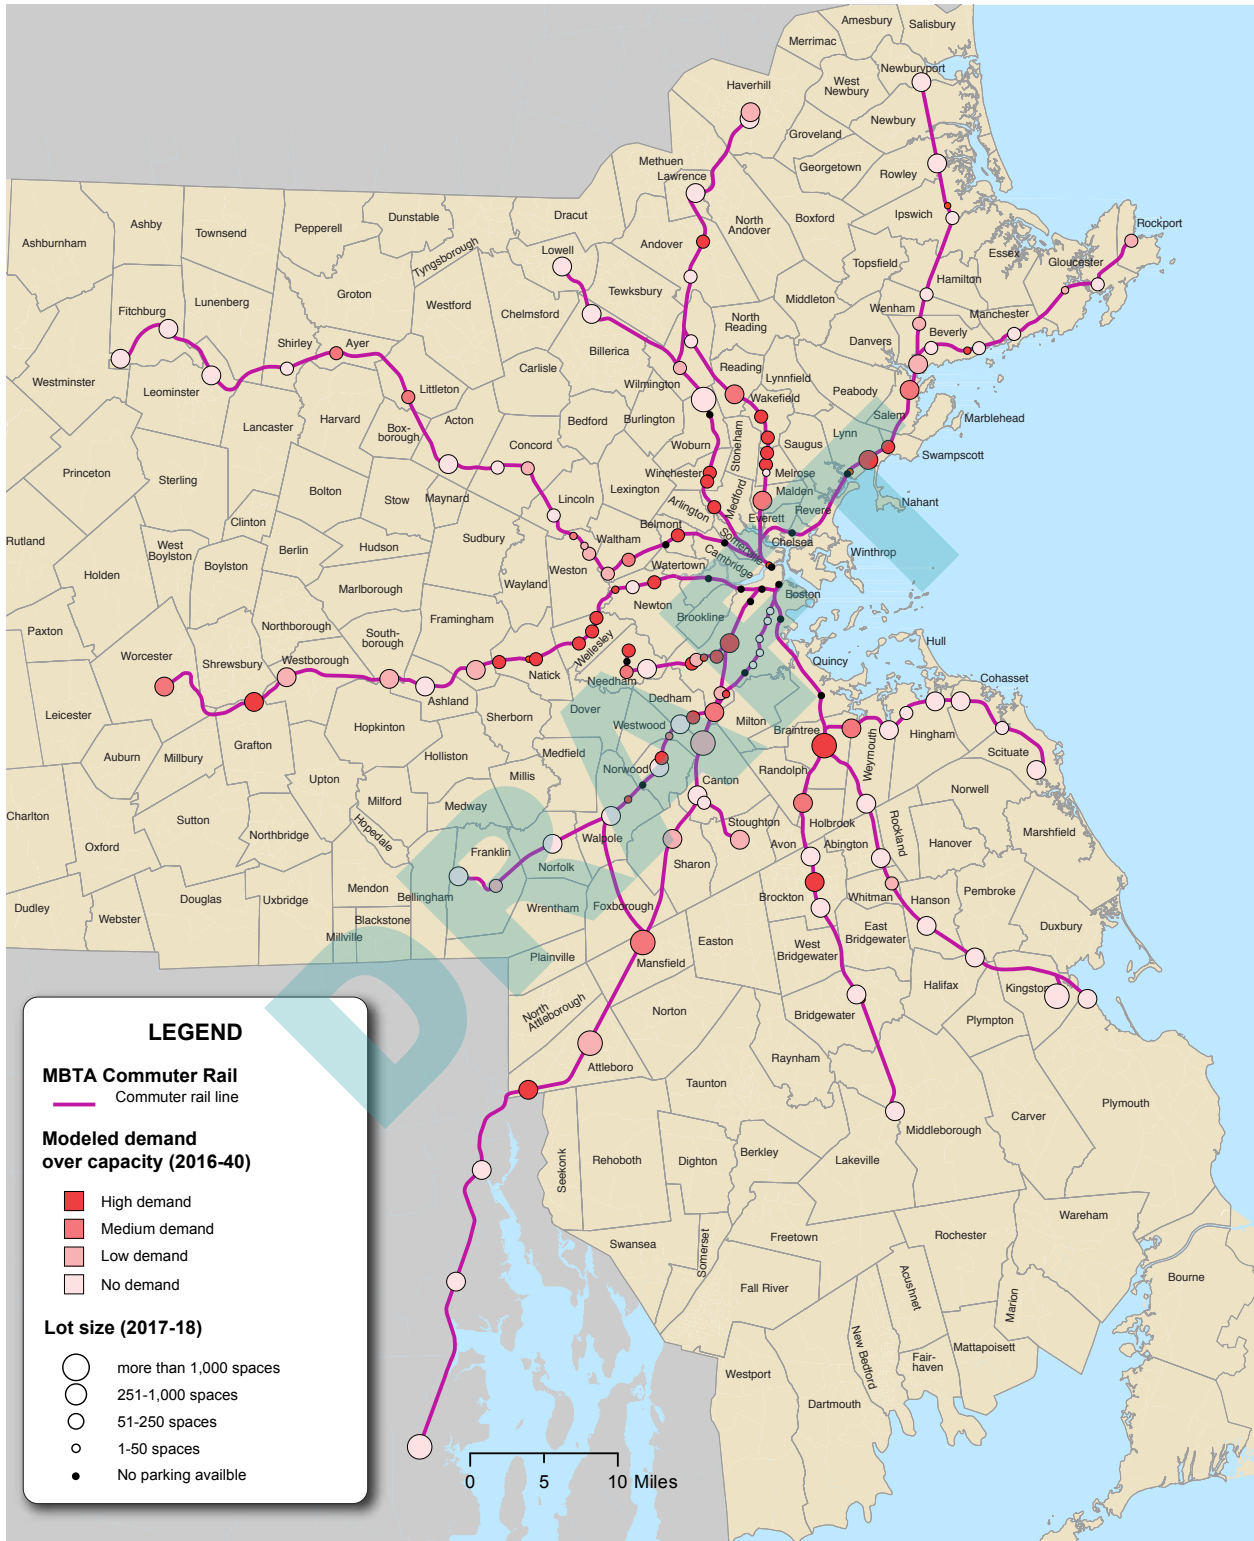 Amesbury
Salisbury
Merrimac
Newburyport
West
Newbury
Haverhill
Newbury
Groveland
Georgetown
Methuen
Lawrence
Rowley
Dracut
North
Andover
Boxford
Ipswich
Rockport
Ashby
Townsend
Pepperell
Dunstable
Ashburnham
Tyngsborough
Lowell
Andover
Topsfield
Essex
Gloucester
Hamilton
Groton
Westford
Tewksbury
Middleton
Lunenberg
Fitchburg
Chelmsford
North
Reading
Wenham
Manchester
Beverly
Danvers
Shirley
Ayer
Billerica
Westminster
Leominster
Littleton
Carlisle
Wilmington
Reading
Lynnfield
Peabody
Wakefield
Lancaster
Harvard
Box-
borough
Acton
Bedford
Burlington
Stoneham
Salem
Marblehead
Concord
Woburn
Saugus
Lynn
Swampscott
Princeton
Sterling
Bolton
Stow
Maynard
Lincoln
Lexington
Winchester
Melrose
Medford
Malden
Nahant
Arlington
Everett
Revere
Clinton
Rutland
Holden
West
Boylston
Boylston
Berlin
Hudson
Sudbury
Waltham
Belmont
Somerville
Chelsea
Winthrop
Weston
Cambridge
Watertown
Wayland
Marlborough
Boston
Newton
Brookline
Paxton
Northborough
South-
borough
Framingham
Worcester
Shrewsbury
Westborough
Wellesley
Hull
Quincy
Natick
Needham
Cohasset
Leicester
Ashland
Dover
Dedham
Westwood
Milton
Braintree
Hingham
Sherborn
Hopkinton
Grafton
Auburn
Millbury
Holliston
Medfield
Norwood
Weymouth
Scituate
Randolph
Upton
Millis
Canton
Norwell
Charlton
Sutton
Milford
Medway
Stoughton
Holbrook
Rockland
Marshfield
Hopedale
Northbridge
Oxford
Walpole
Avon
Abington
Hanover
Franklin
Norfolk
Sharon
Mendon
Bellingham
Dudley
Webster
Douglas
Uxbridge
Blackstone
Millville
Wrentham
Foxborough
Brockton
Whitman
Hanson
Pembroke
Duxbury
East
Bridgewater
Easton
West
Bridgewater
Plainville
Mansfield
Halifax
Kingston
North
Attleborough
Norton
Bridgewater
Plympton
Raynham
Attleboro
Taunton
Carver
Plymouth
Middleborough
Seekonk
Rehoboth
Dighton
Berkley
Lakeville
Wareham
Swansea
Somerset
Freetown
Rochester
Bourne
Fall River
Acushnet
Marion
Mattapoisett
New Bedford
Fair-
haven
Westport
Dartmouth
DRAFT
LEGEND
MBTA Commuter Rail
Commuter rail line
Modeled demand
over capacity (2016-40)
High demand
Medium demand
Low demand
No demand
Lot size (2017-18)
more than 1,000 spaces
251-1,000 spaces
51-250 spaces
1-50 spaces
No parking availble
0 5 10 Miles